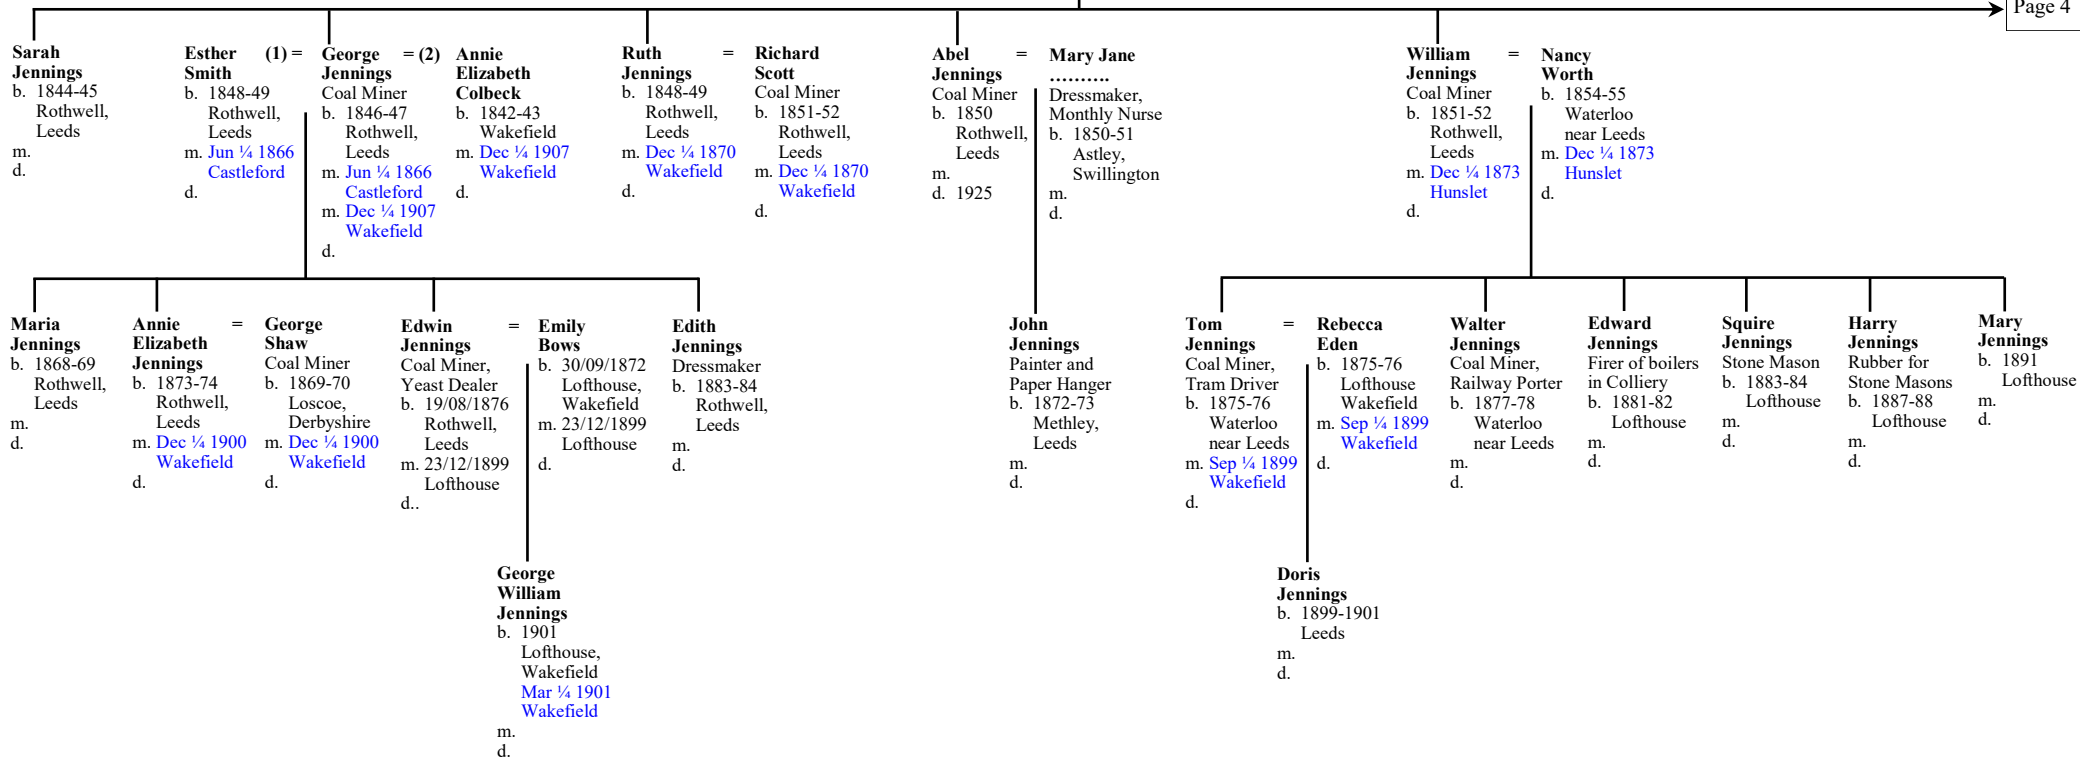 Page 4
Sarah
Jennings
b. 1844-45
Rothwell,
Leeds
m.
d.
Esther (1) =
Smith
b. 1848-49
Rothwell,
Leeds
m. Jun ¼ 1866
Castleford
d.
George = (2)
Jennings
Coal Miner
b. 1846-47
Rothwell,
Leeds
m. Jun ¼ 1866
Castleford
m. Dec ¼ 1907
Wakefield
d.
Annie
Elizabeth
Colbeck
b. 1842-43
Wakefield
m. Dec ¼ 1907
Wakefield
d.
Ruth =
Jennings
b. 1848-49
Rothwell,
Leeds
m. Dec ¼ 1870
Wakefield
d.
Richard
Scott
Coal Miner
b. 1851-52
Rothwell,
Leeds
m. Dec ¼ 1870
Wakefield
d.
Abel =
Jennings
Coal Miner
b. 1850
Rothwell,
Leeds
m.
d. 1925
Mary Jane
..........
Dressmaker,
Monthly Nurse
b. 1850-51
Astley,
Swillington
m.
d.
William =
Jennings
Coal Miner
b. 1851-52
Rothwell,
Leeds
m. Dec ¼ 1873
Hunslet
d.
Nancy
Worth
b. 1854-55
Waterloo
near Leeds
m. Dec ¼ 1873
Hunslet
d.
Maria
Jennings
b. 1868-69
Rothwell,
Leeds
m.
d.
Annie =
Elizabeth
Jennings
b. 1873-74
Rothwell,
Leeds
m. Dec ¼ 1900
Wakefield
d.
George
Shaw
Coal Miner
b. 1869-70
Loscoe,
Derbyshire
m. Dec ¼ 1900
Wakefield
d.
Edwin =
Jennings
Coal Miner,
Yeast Dealer
b. 19/08/1876
Rothwell,
Leeds
m. 23/12/1899
Lofthouse
d..
Emily
Bows
b. 30/09/1872
Lofthouse,
Wakefield
m. 23/12/1899
Lofthouse
d.
Edith
Jennings
Dressmaker
b. 1883-84
Rothwell,
Leeds
m.
d.
John
Jennings
Painter and
Paper Hanger
b. 1872-73
Methley,
Leeds
m.
d.
Tom =
Jennings
Coal Miner,
Tram Driver
b. 1875-76
Waterloo
near Leeds
m. Sep ¼ 1899
Wakefield
d.
Rebecca
Eden
b. 1875-76
Lofthouse
Wakefield
m. Sep ¼ 1899
Wakefield
d.
Walter
Jennings
Coal Miner,
Railway Porter
b. 1877-78
Waterloo
near Leeds
m.
d.
Edward
Jennings
Firer of boilers
in Colliery
b. 1881-82
Lofthouse
m.
d.
Squire
Jennings
Stone Mason
b. 1883-84
Lofthouse
m.
d.
Harry
Jennings
Rubber for
Stone Masons
b. 1887-88
Lofthouse
m.
d.
Mary
Jennings
b. 1891
Lofthouse
m.
d.
George
William
Jennings
b. 1901
Lofthouse,
Wakefield
Mar ¼ 1901
Wakefield
m.
d.
Doris
Jennings
b. 1899-1901
Leeds
m.
d.